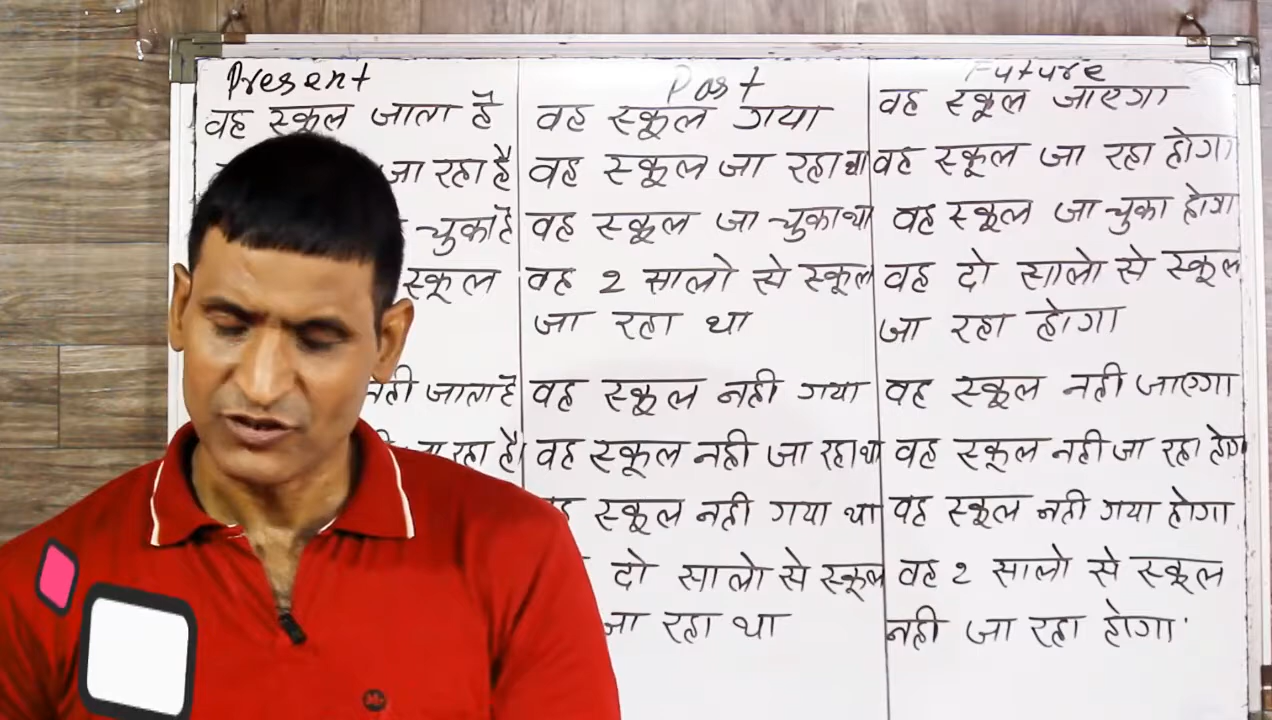 Present
वह स्कूल जाता है
जा रहा है
चुका है
स्कूल
नही जाता है
रहा है।
Past
वह स्कूल गया
वह स्कूल जा रहा था
वह स्कूल जा चुका था
वह 2 सालो से स्कूल
जा रहा था
वह स्कूल नही गया
वह स्कूल नही जा रहा था
स्कूल नही गया था
दो सालो से स्कूल
जा रहा था
Future
वह स्कूल जाएगा
वह स्कूल जा रहा होगा
वह स्कूल जा चुका होगा
वह दो सालो से स्कूल
जा रहा होगा
वह स्कूल नही जाएगा
वह स्कूल नही जा रहा होगा
वह स्कूल नही गया होगा
वह 2 सालो से स्कूल
नही जा रहा होगा